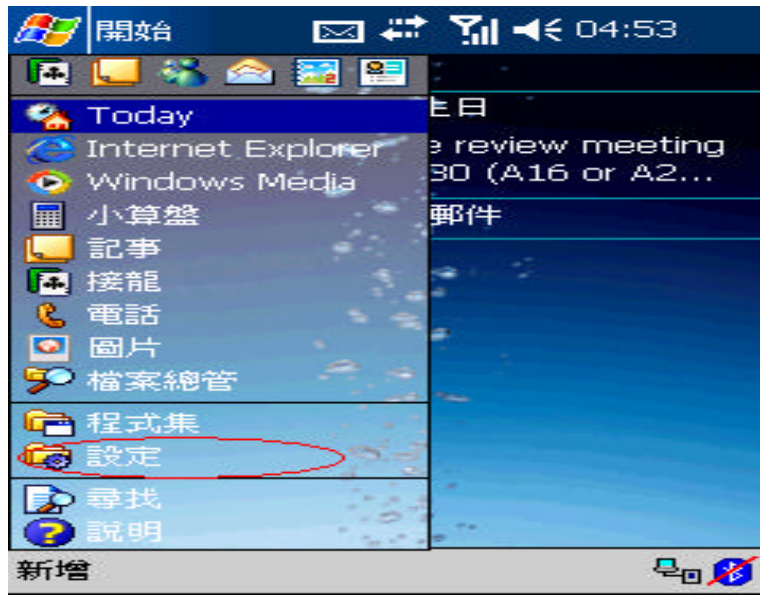 開始 04:53
Today
Internet Explorer
Windows Media
小算盤
記事
接龍
電話
圖片
檔案總管
程式集
設定
尋找
說明
生日
e review meeting
30 (A16 or A2...
郵件
新增